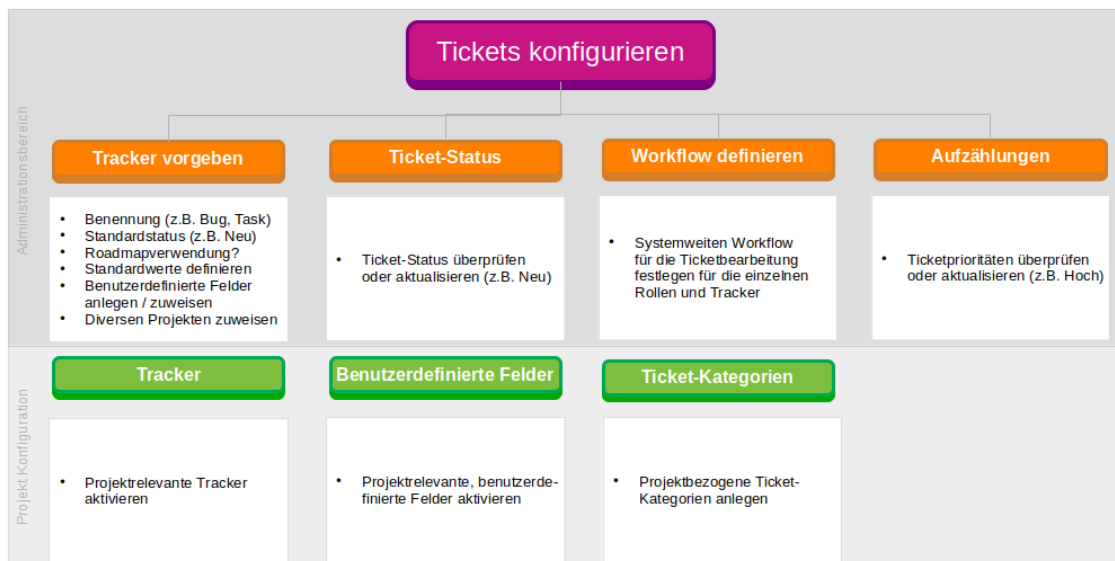 Tickets konfigurieren
Administrationsbereich
Tracker vorgeben
Ticket-Status
Workflow definieren
Aufzählungen
• Benennung (z.B. Bug, Task)
• Standardstatus (z.B. Neu)
• Roadmapverwendung?
• Standardwerte definieren
• Benutzerdefinierte Felder
anlegen / zuweisen
• Diversen Projekten zuweisen
• Ticket-Status überprüfen
oder aktualisieren (z.B. Neu)
• Systemweiten Workflow
für die Ticketbearbeitung
festlegen für die einzelnen
Rollen und Tracker
• Ticketprioritäten überprüfen
oder aktualisieren (z.B. Hoch)
Projekt Konfiguration
Tracker
Benutzerdefinierte Felder
Ticket-Kategorien
• Projektrelevante Tracker
aktivieren
• Projektrelevante, benutzerde-
finierte Felder aktivieren
• Projektbezogene Ticket-
Kategorien anlegen